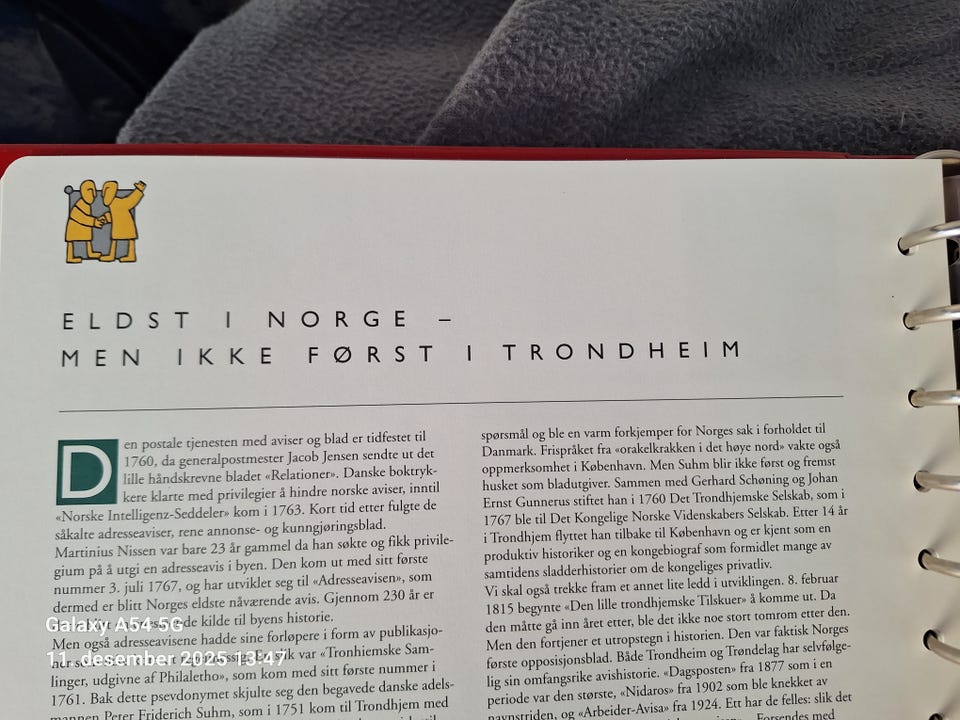 ELDST I NORGE –
MEN IKKE FØRST I TRONDHEIM
Den postale tjenesten med aviser og blad er tidfestet til
1760, da generalpostmester Jacob Jensen sendte ut det
lille håndskrevne bladet «Relationer». Danske boktryk-
kere klarte med privilegier å hindre norske aviser, inntil
«Norske Intelligenz-Seddeler» kom i 1763. Kort tid etter fulgte de
såkalte adresseaviser, rene annonse- og kunngjøringsblad.
Martinius Nissen var bare 23 år gammel da han søkte og fikk privile-
gium på å utgi en adresseavis i byen. Den kom ut med sitt første
nummer 3. juli 1767, og har utviklet seg til «Adresseavisen», som
dermed er blitt Norges eldste nåværende avis. Gjennom 230 år er
de kilde til byens historie.
Men også adresseavisene hadde sine forløpere i form av publikasjo-
var «Tronhiemske Sam-
linger, udgivne af Philaletho», som kom med sitt første nummer i
1761. Bak dette psevdonymet skjulte seg den begavede danske adels-
mannen Peter Friderich Suhm, som i 1751 kom til Trondhjem med
spørsmål og ble en varm forkjemper for Norges sak i forholdet til
Danmark. Frispråket fra «orakelkrakken i det høye nord» vakte også
oppmerksomhet i København. Men Suhm blir ikke først og fremst
husket som bladutgiver. Sammen med Gerhard Schøning og Johan
Ernst Gunnerus stiftet han i 1760 Det Trondhjemske Selskab, som i
1767 ble til Det Kongelige Norske Videnskabers Selskab. Etter 14 år
i Trondhjem flyttet han tilbake til København og er kjent som en
produktiv historiker og en kongebiograf som formidlet mange av
samtidens sladderhistorier om de kongeliges privatliv.
Vi skal også trekke fram et annet lite ledd i utviklingen. 8. februar
1815 begynte «Den lille trondhjemske Tilskuer» å komme ut. Da
den måtte gå inn året etter, ble det ikke noe stort tomrom etter den.
Men den fortjener et utropstegn i historien. Den var faktisk Norges
første opposisjonsblad. Både Trondheim og Trøndelag har selvfølge-
lig sin omfangsrike avishistorie. «Dagsposten» fra 1877 som i en
periode var den største, «Nidaros» fra 1902 som ble knekket av
navnstriden, og «Arbeider-Avisa» fra 1924. Ett har de felles: slik det
Forsendes med
Galaxy A54 5G
11. desember 2025 13:47